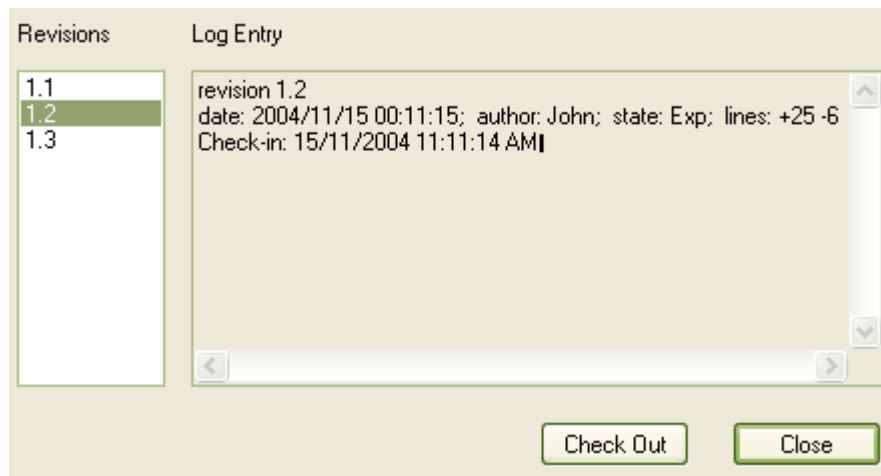 Revisions
Log Entry
1.1
1.2
1.3
revision 1.2
date: 2004/11/15 00:11:15;  author: John;  state: Exp;  lines: +25 -6
Check-in: 15/11/2004 11:11:14 AM
Check Out
Close